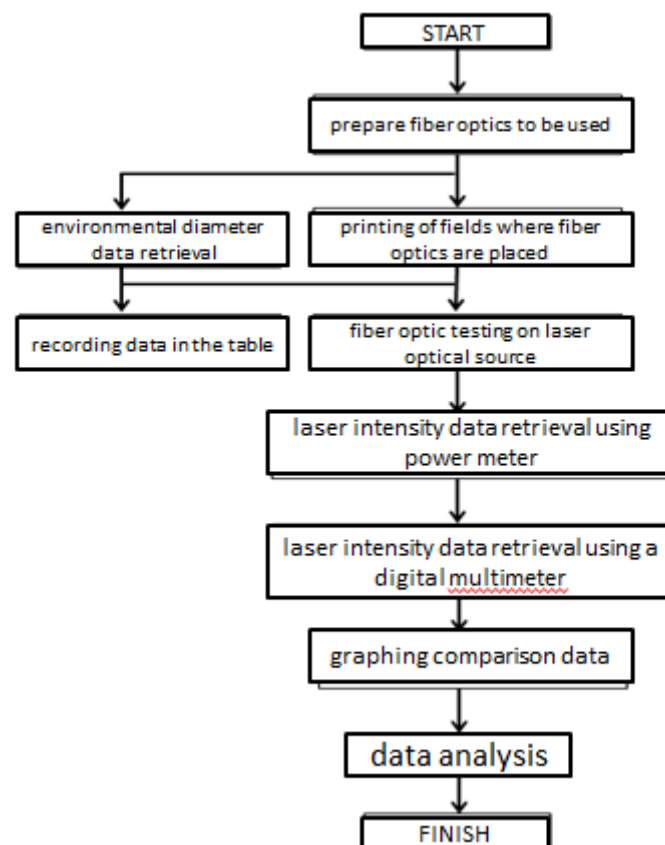 START
prepare fiber optics to be used
environmental diameter
data retrieval
printing of fields where fiber
optics are placed
recording data in the table
fiber optic testing on laser
optical source
laser intensity data retrieval using
power meter
laser intensity data retrieval using a
digital multimeter
graphing comparison data
data analysis
FINISH